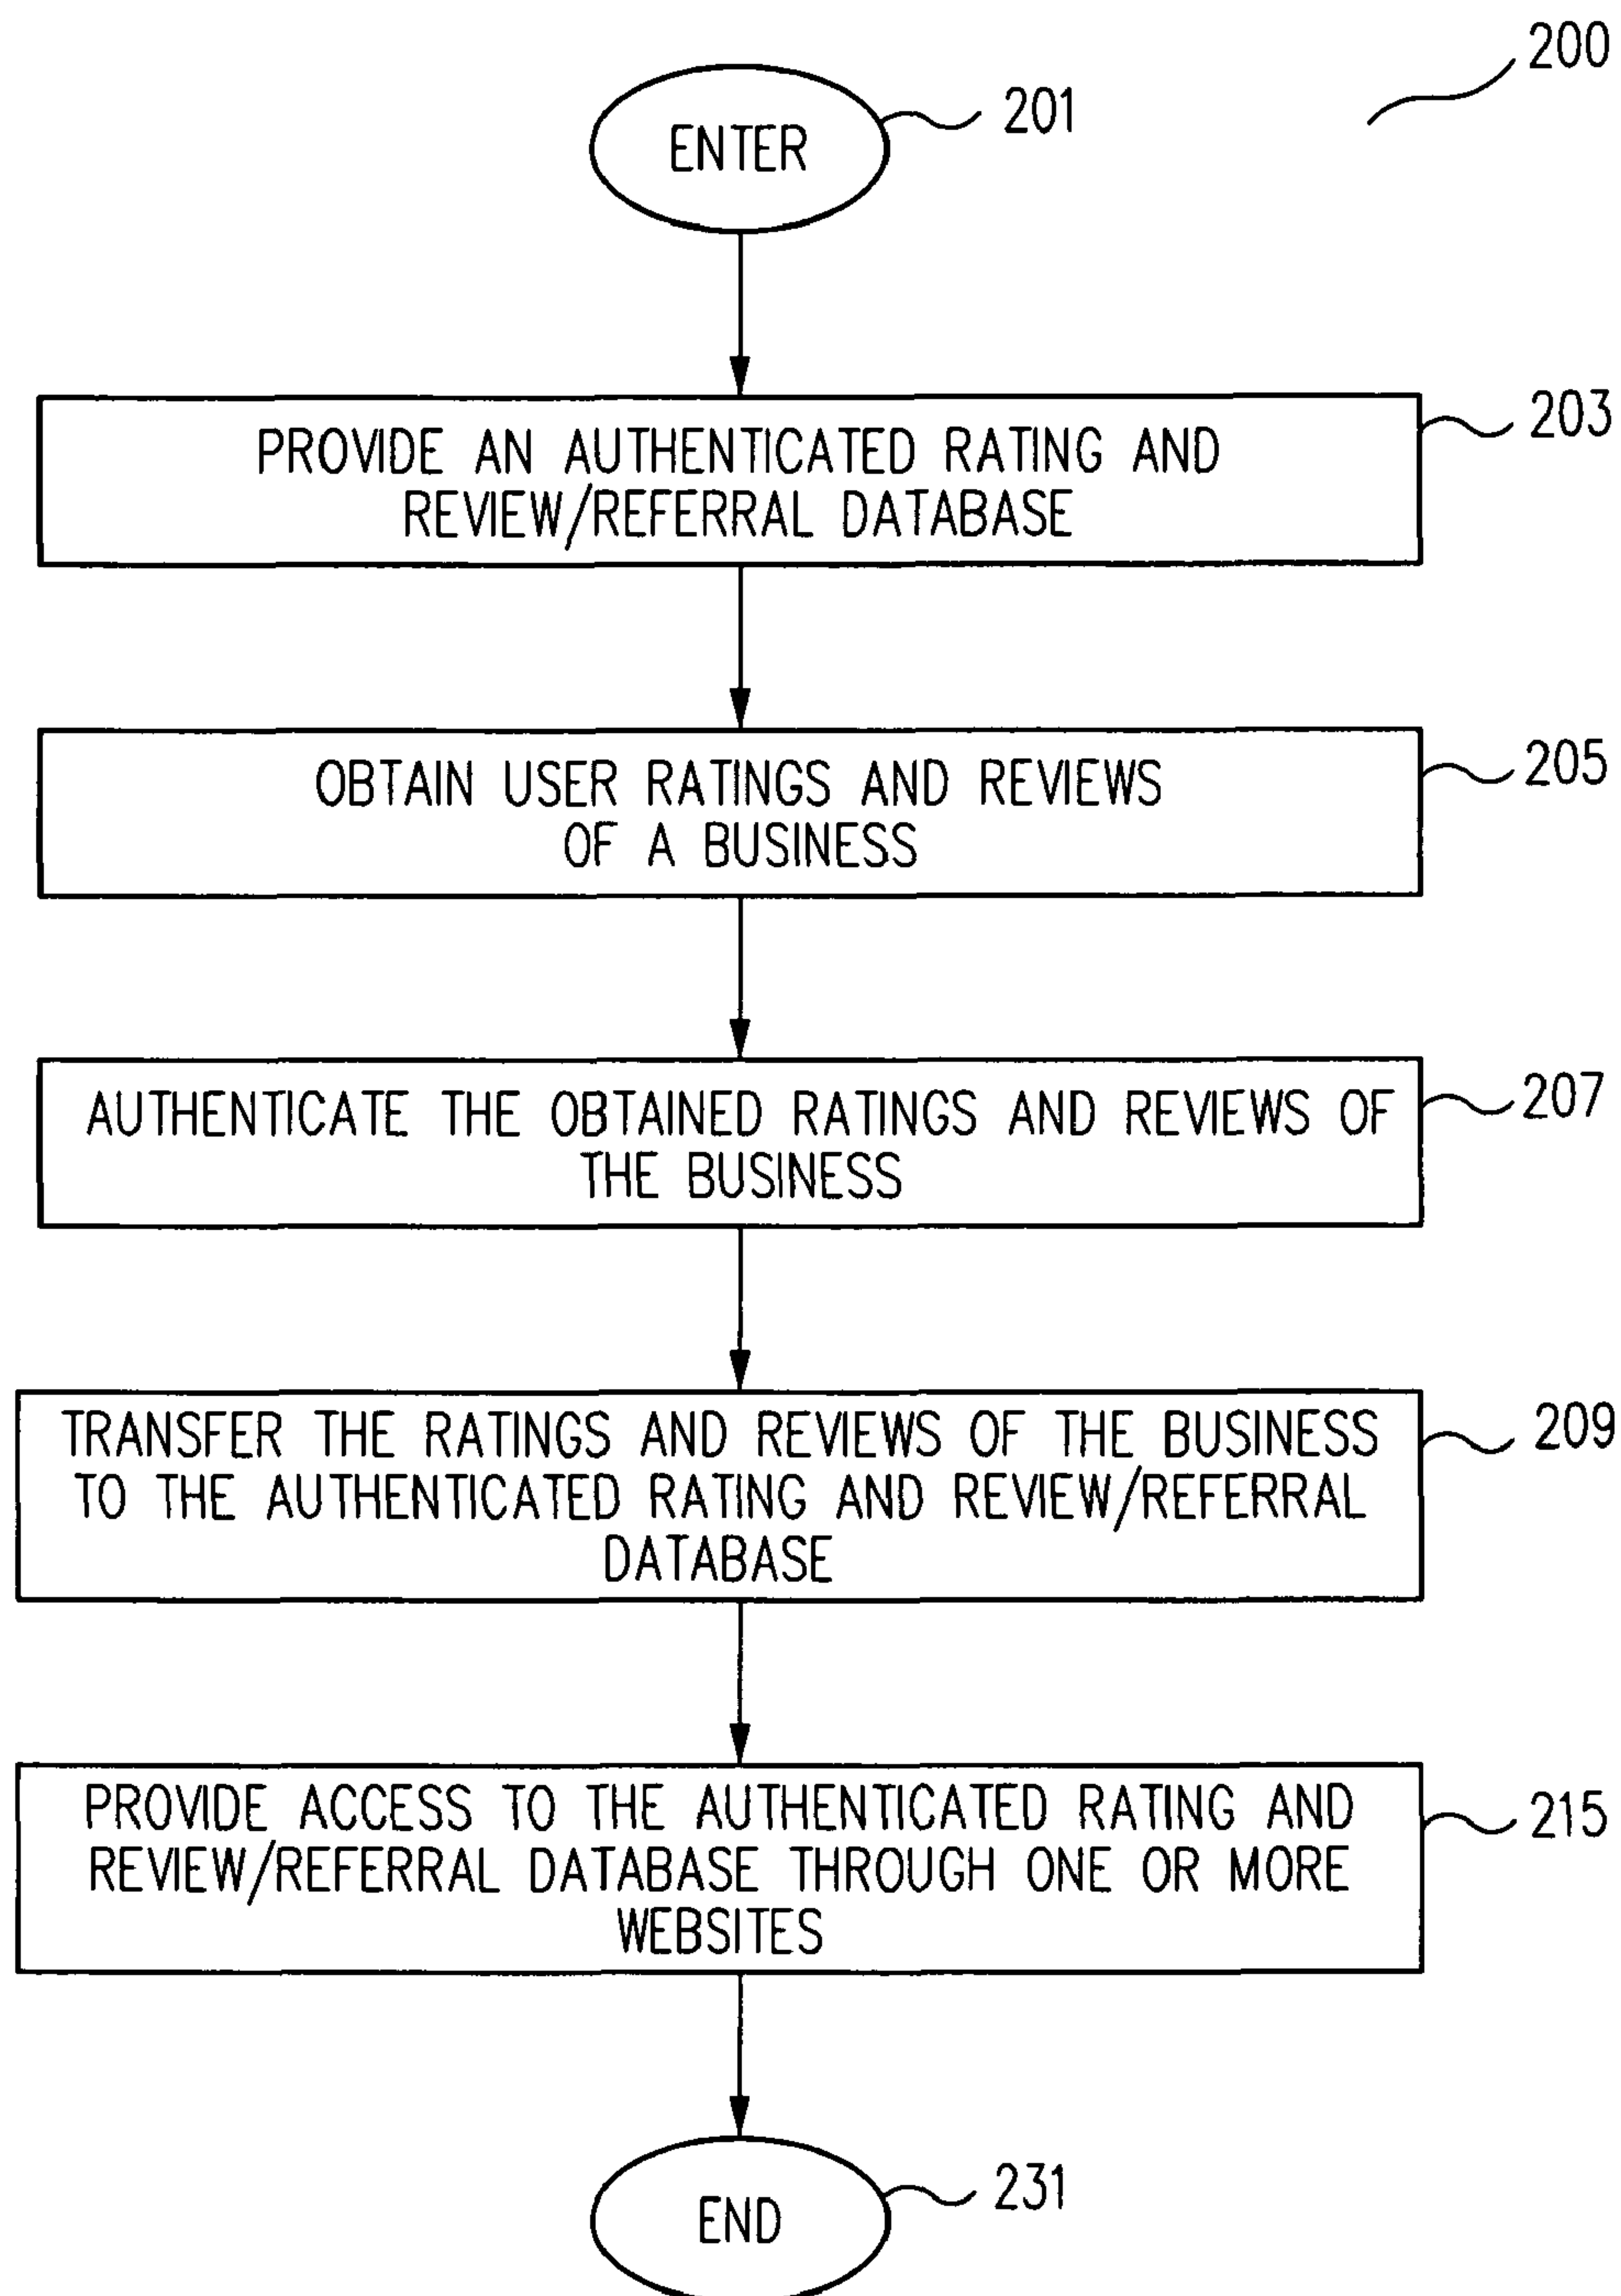 200
ENTER
201
PROVIDE AN AUTHENTICATED RATING AND
REVIEW/REFERRAL DATABASE
203
OBTAIN USER RATINGS AND REVIEWS
OF A BUSINESS
205
AUTHENTICATE THE OBTAINED RATINGS AND REVIEWS OF
THE BUSINESS
207
TRANSFER THE RATINGS AND REVIEWS OF THE BUSINESS
TO THE AUTHENTICATED RATING AND REVIEW/REFERRAL
DATABASE
209
PROVIDE ACCESS TO THE AUTHENTICATED RATING AND
REVIEW/REFERRAL DATABASE THROUGH ONE OR MORE
WEBSITES
215
END
231